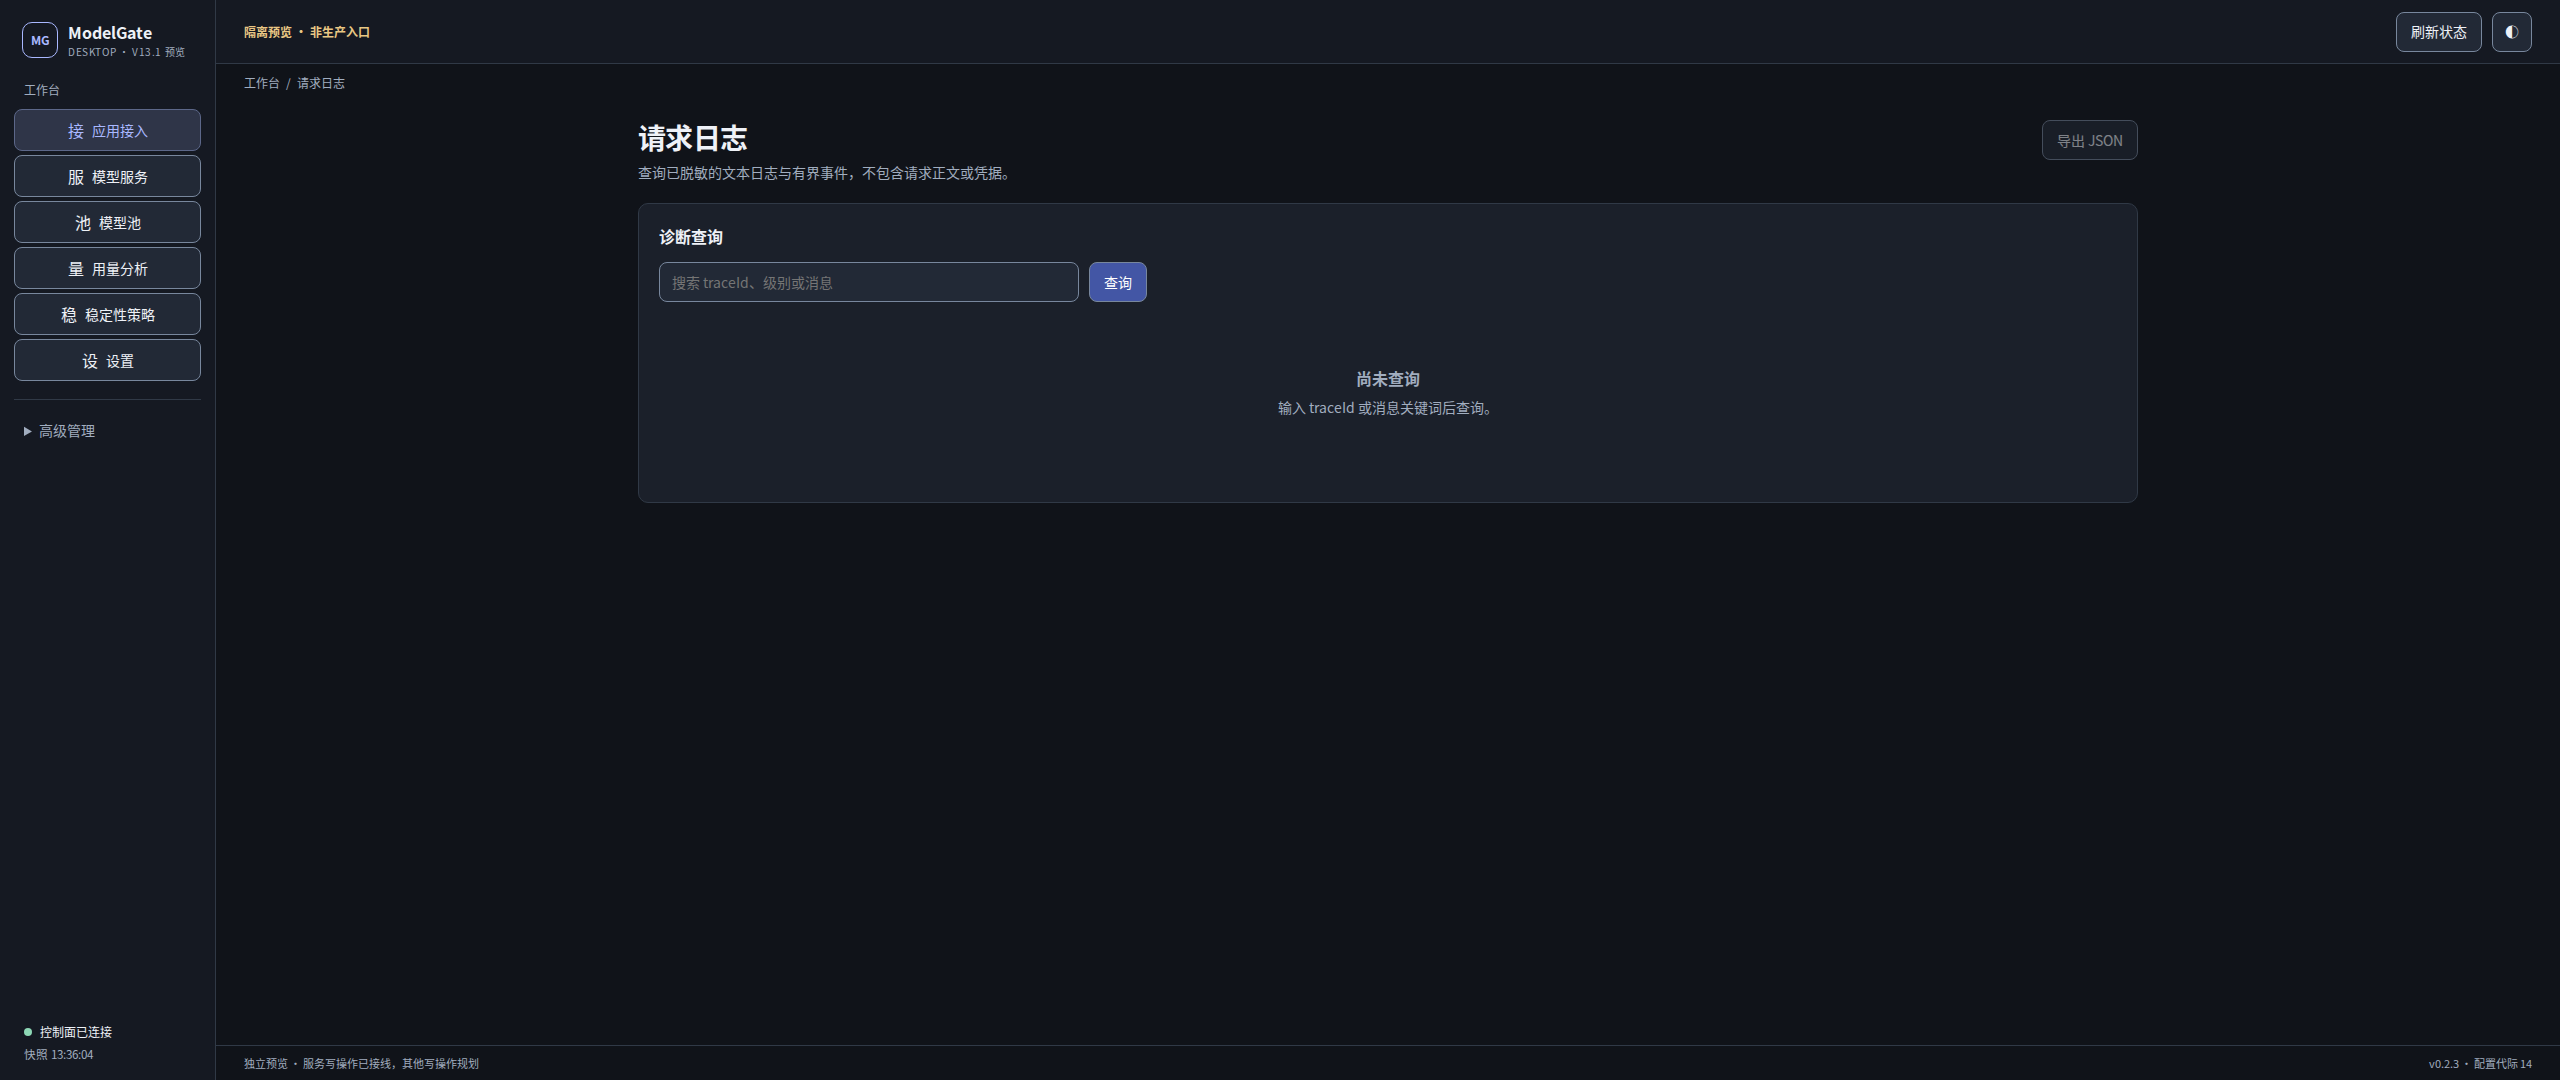 MG
ModelGate
DESKTOP · V13.1 预览
工作台
接 应用接入
服 模型服务
池 模型池
量 用量分析
稳 稳定性策略
设 设置
▶ 高级管理
控制面已连接
快照 13:36:04
隔离预览 · 非生产入口
刷新状态
工作台 / 请求日志
请求日志
查询已脱敏的文本日志与有界事件，不包含请求正文或凭据。
导出 JSON
诊断查询
搜索 traceId、级别或消息
查询
尚未查询
输入 traceId 或消息关键词后查询。
独立预览 · 服务写操作已接线，其他写操作规划
v0.2.3 · 配置代际 14